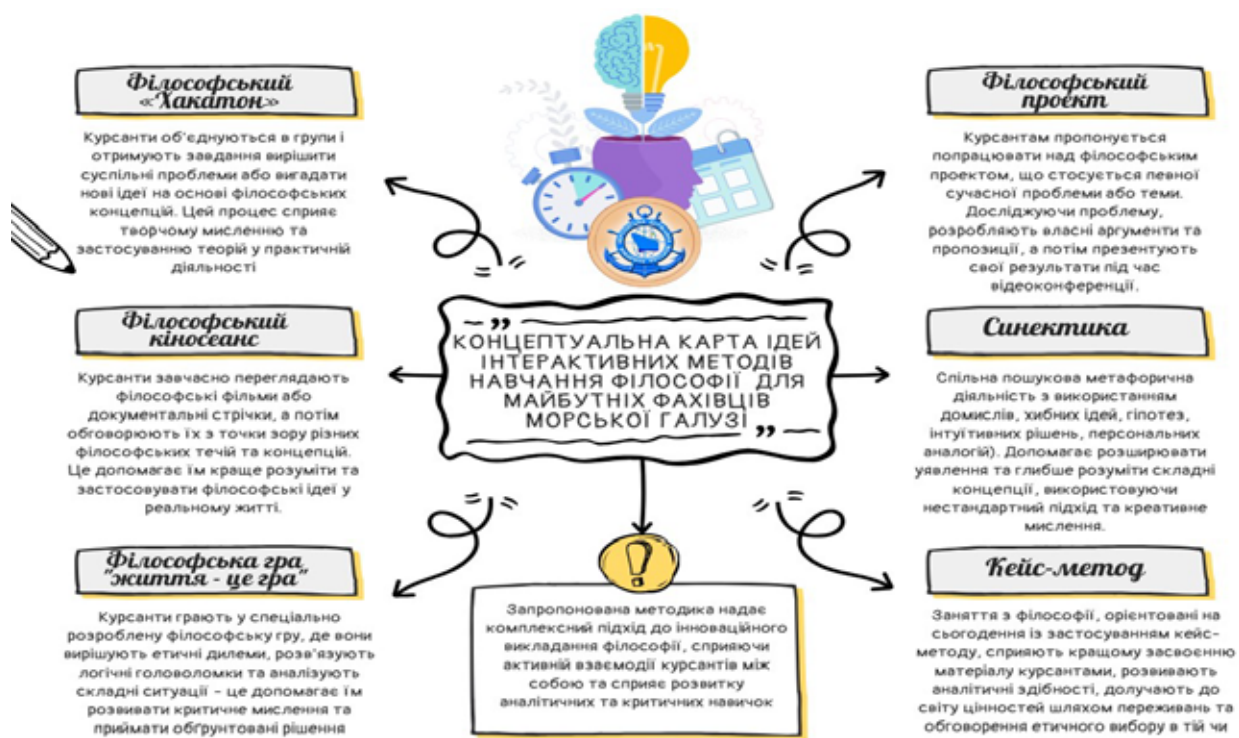 Філософський
«Хакатон»
Курсанти об'єднуються в групи і
отримують завдання вирішити
суспільні проблеми або вигадати
нові ідеї на основі філософських
концепцій. Цей процес сприяє
творчому мисленню та
застосуванню теорій у практичній
діяльності
Філософський
кіносеанс
Курсанти завчасно переглядають
філософські фільми або
документальні стрічки, а потім
обговорюють їх з точки зору різних
філософських течій та концепцій.
Це допомагає їм краще розуміти та
застосовувати філософські ідеї у
реальному житті.
Філософська гра
"життя - це гра"
Курсанти грають у спеціально
розроблену філософську гру, де вони
вирішують етичні дилеми, розв'язують
логічні головоломки та аналізують
складні ситуації – це допомагає їм
розвивати критичне мислення та
приймати обґрунтовані рішення
„
КОНЦЕПТУАЛЬНА КАРТА ІДЕЙ
ІНТЕРАКТИВНИХ МЕТОДІВ
НАВЧАННЯ ФІЛОСОФІЇ ДЛЯ
МАЙБУТНІХ ФАХІВЦІВ
МОРСЬКОЇ ГАЛУЗІ
„
!
Запропонована методика надає
комплексний підхід до інноваційного
викладання філософії, сприяючи
активній взаємодії курсантів між
собою та сприяє розвитку
аналітичних та критичних навичок
Філософський
проєкт
Курсантам пропонується
попрацювати над філософським
проектом, що стосується певної
сучасної проблеми або теми.
Досліджуючи проблему,
розробляють власні аргументи та
пропозиції, а потім презентують
свої результати під час
відеоконференції.
Синектика
Спільна пошукова метафорична
діяльність з використанням
домислів, хибних ідей, гіпотез,
інтуїтивних рішень, персональних
аналогій). Допомагає розширювати
уявлення та глибше розуміти складні
концепції, використовуючи
нестандартний підхід та креативне
мислення.
Кейс-метод
Заняття з філософії, орієнтовані на
сьогодення із застосуванням кейс-
методу, сприяють кращому засвоєнню
матеріалу курсантами, розвивають
аналітичні здібності, долучають до
світу цінностей шляхом переживань та
обговорення етичного вибору в тій чи